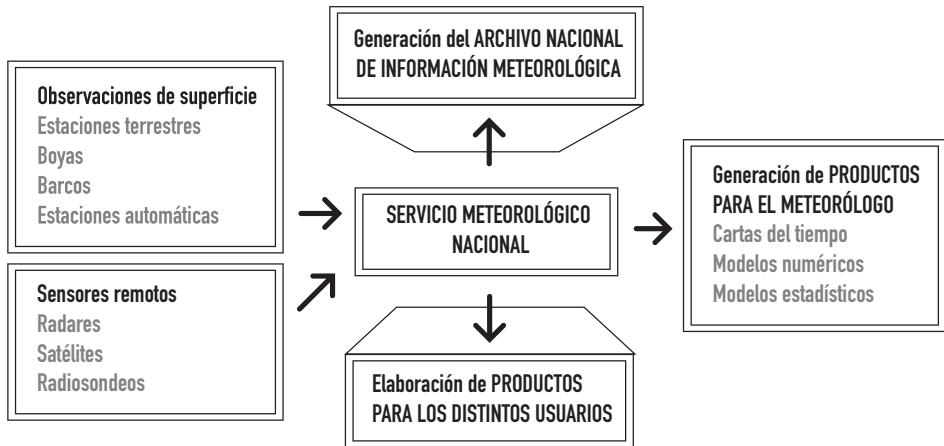 Generación del ARCHIVO NACIONAL
DE INFORMACIÓN METEOROLÓGICA
Observaciones de superficie
Estaciones terrestres
Boyas
Barcos
Estaciones automáticas
Sensores remotos
Radares
Satélites
Radiosondeos
SERVICIO METEOROLÓGICO
NACIONAL
Generación de PRODUCTOS
PARA EL METEORÓLOGO
Cartas del tiempo
Modelos numéricos
Modelos estadísticos
Elaboración de PRODUCTOS
PARA LOS DISTINTOS USUARIOS